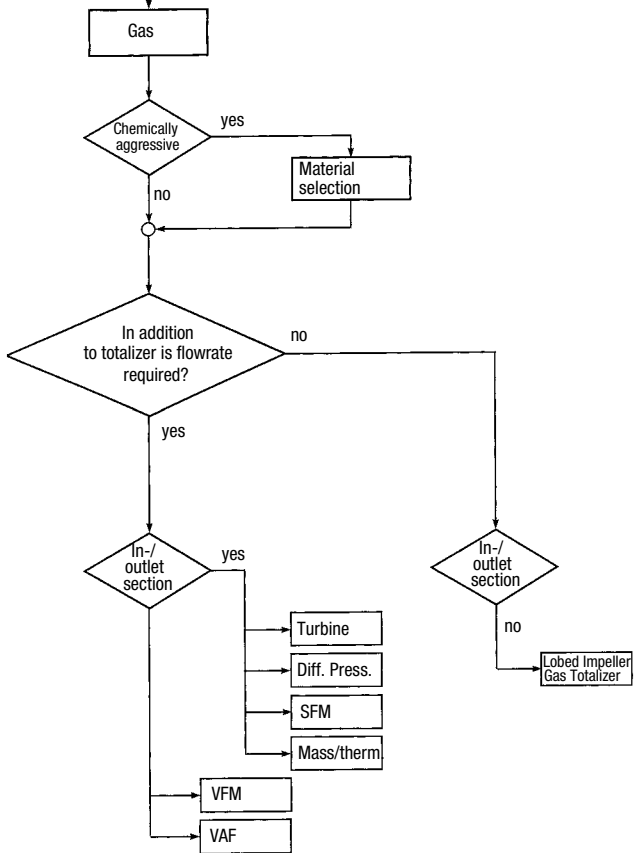 Gas
Chemically
aggressive
yes
no
Material
selection
In addition
to totalizer is flowrate
required?
no
yes
In-/
outlet
section
yes
In-/
outlet
section
no
Turbine
Diff. Press.
SFM
Mass/therm.
Lobed Impeller
Gas Totalizer
VFM
VAF